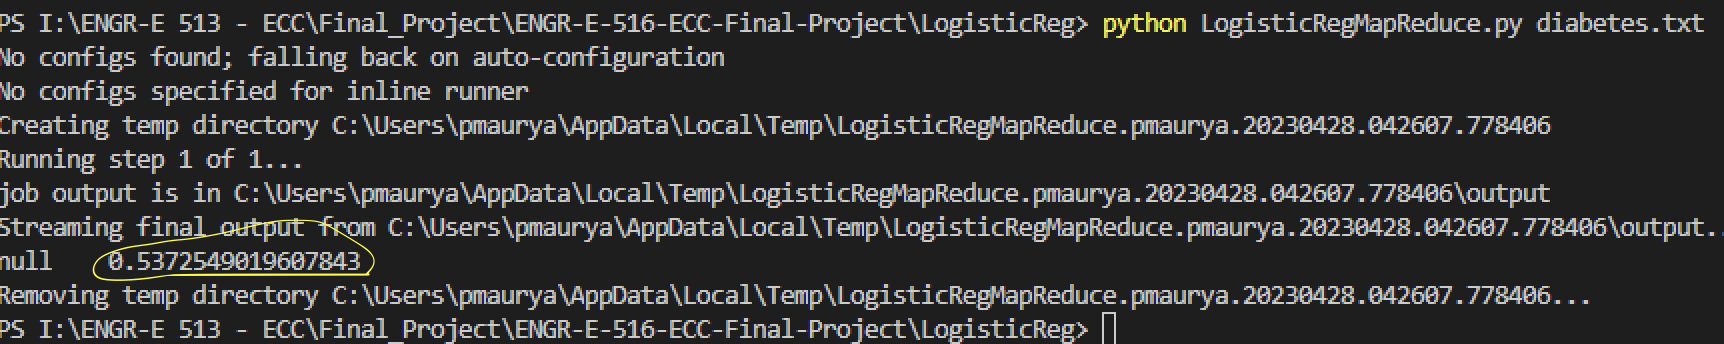 PS I:\ENGR-E 513 - ECC\Final_Project\ENGR-E-516-ECC-Final-Project\LogisticReg> python LogisticRegMapReduce.py diabetes.txt
No configs found; falling back on auto-configuration
No configs specified for inline runner
Creating temp directory C:\Users\pmaurya\AppData\Local\Temp\LogisticRegMapReduce.pmaurya.20230428.042607.778406
Running step 1 of 1...
job output is in C:\Users\pmaurya\AppData\Local\Temp\LogisticRegMapReduce.pmaurya.20230428.042607.778406\output
Streaming final output from C:\Users\pmaurya\AppData\Local\Temp\LogisticRegMapReduce.pmaurya.20230428.042607.778406\output..
null 0.5372549019607843
Removing temp directory C:\Users\pmaurya\AppData\Local\Temp\LogisticRegMapReduce.pmaurya.20230428.042607.778406...
PS I:\ENGR-E 513 - ECC\Final_Project\ENGR-E-516-ECC-Final-Project\LogisticReg>